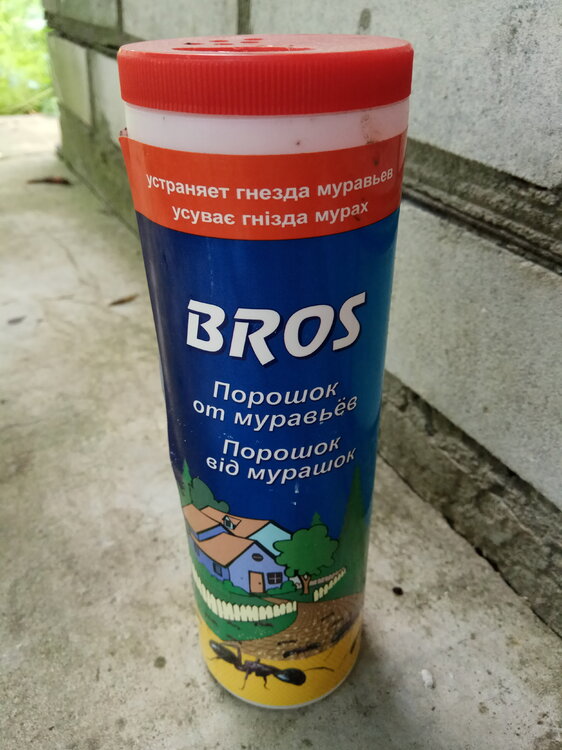 устраняет гнезда муравьев
усуває гнізда мурах
BROS
Порошок
от муравьёв
Порошок
від мурашок